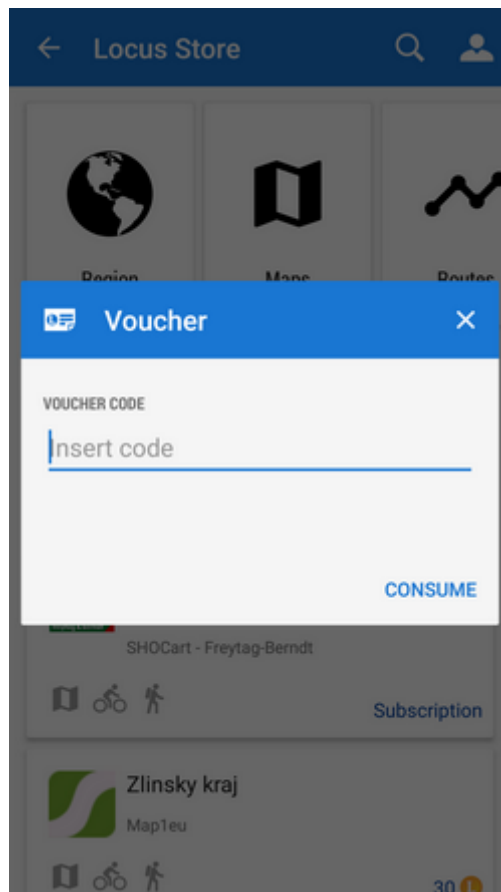 Locus Store
Region
Maps
Routes
Voucher
VOUCHER CODE
Insert code
CONSUME
SHOCart - Freytag-Berndt
Subscription
Zlinsky kraj
Map1eu
30